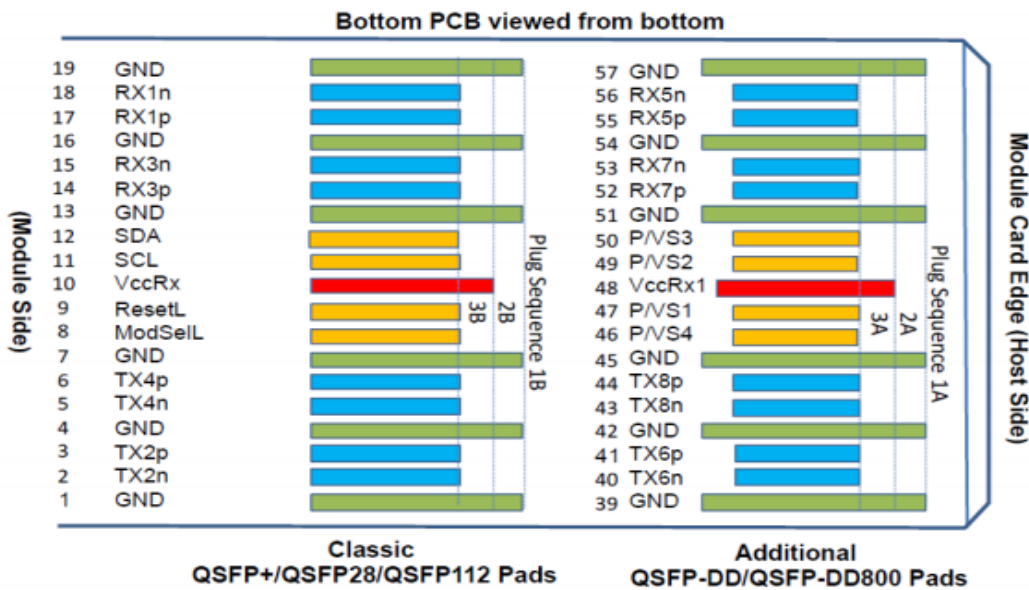 Bottom PCB viewed from bottom
19 GND 57 GND
18 RX1n 56 RX5n
17 RX1p 55 RX5p
16 GND 54 GND
15 RX3n 53 RX7n
14 RX3p 52 RX7p
13 GND 51 GND
12 SDA 50 P/VS3
11 SCL 49 P/VS2
10 VccRx 48 VccRx1
9 ResetL 47 P/VS1
8 ModSelL 46 P/VS4
7 GND 45 GND
6 TX4p 44 TX8p
5 TX4n 43 TX8n
4 GND 42 GND
3 TX2p 41 TX6p
2 TX2n 40 TX6n
1 GND 39 GND
(Module Side)
3B
2B
Plug Sequence 1B
3A
2A
Plug Sequence 1A
Module Card Edge (Host Side)
Classic
QSFP+/QSFP28/QSFP112 Pads
Additional
QSFP-DD/QSFP-DD800 Pads